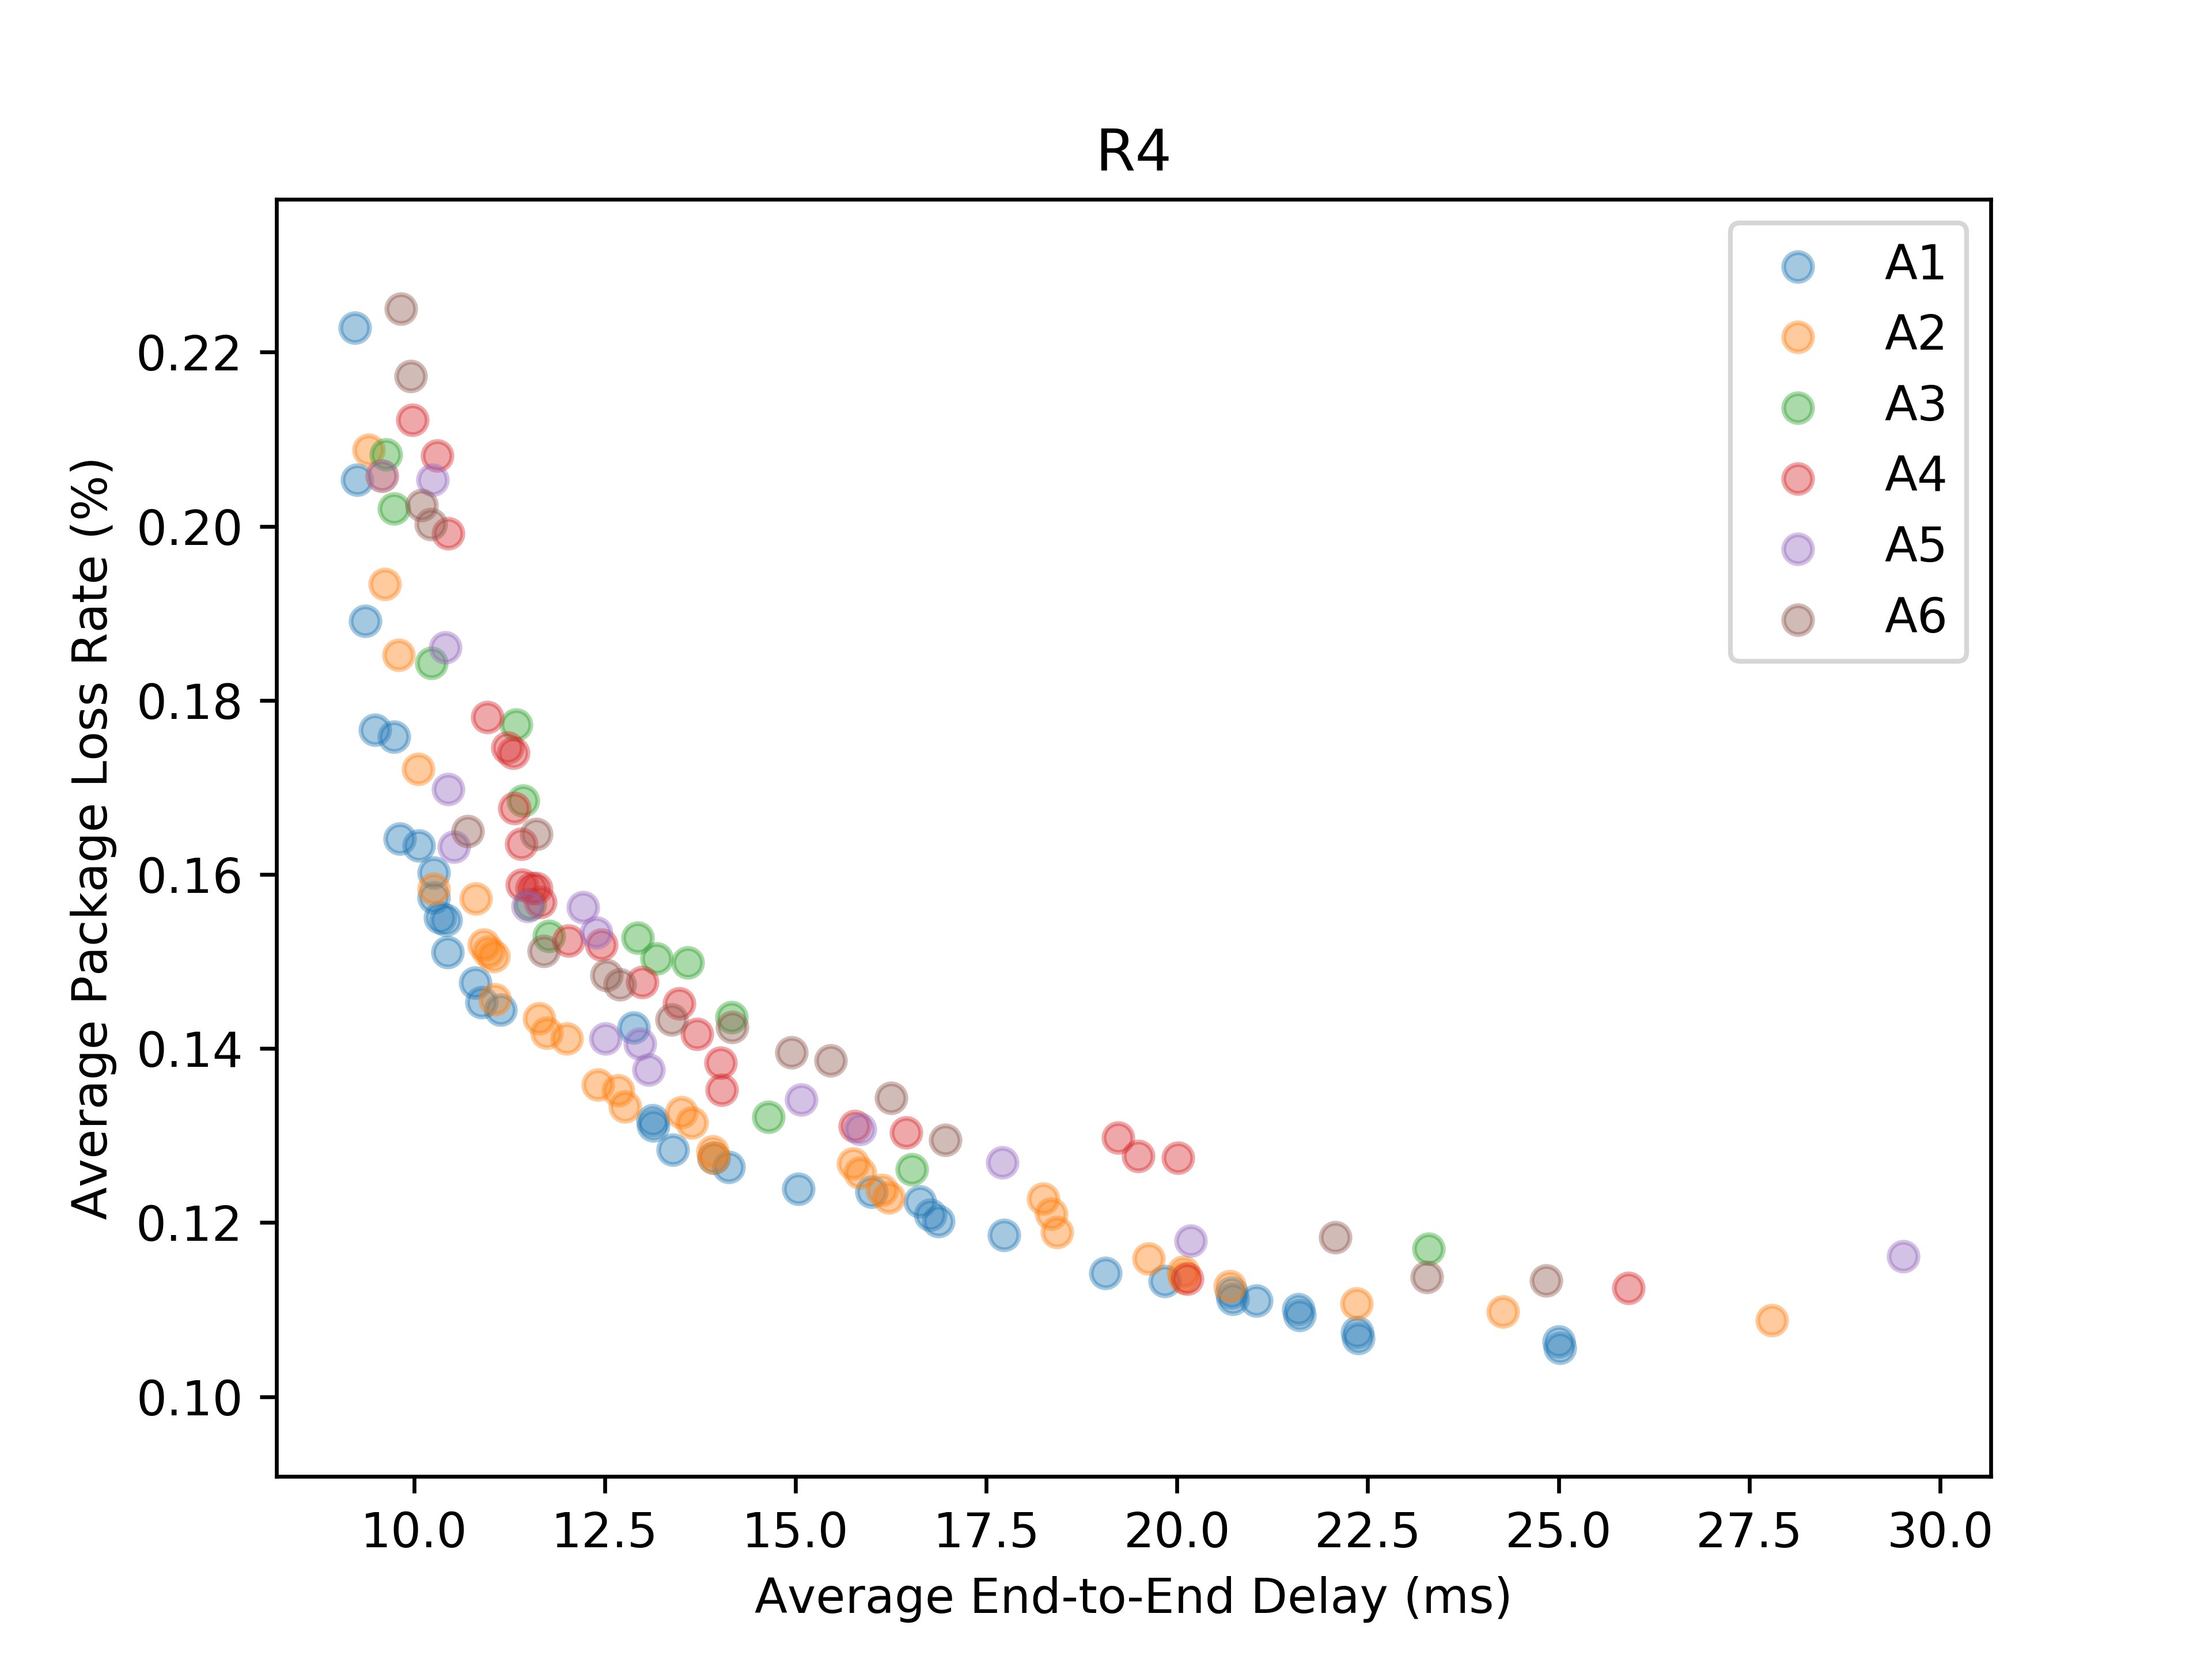 R4
A1
A2
A3
A4
A5
A6
Average Package Loss Rate (%)
0.22
0.20
0.18
0.16
0.14
0.12
0.10
10.0 12.5 15.0 17.5 20.0 22.5 25.0 27.5 30.0
Average End-to-End Delay (ms)